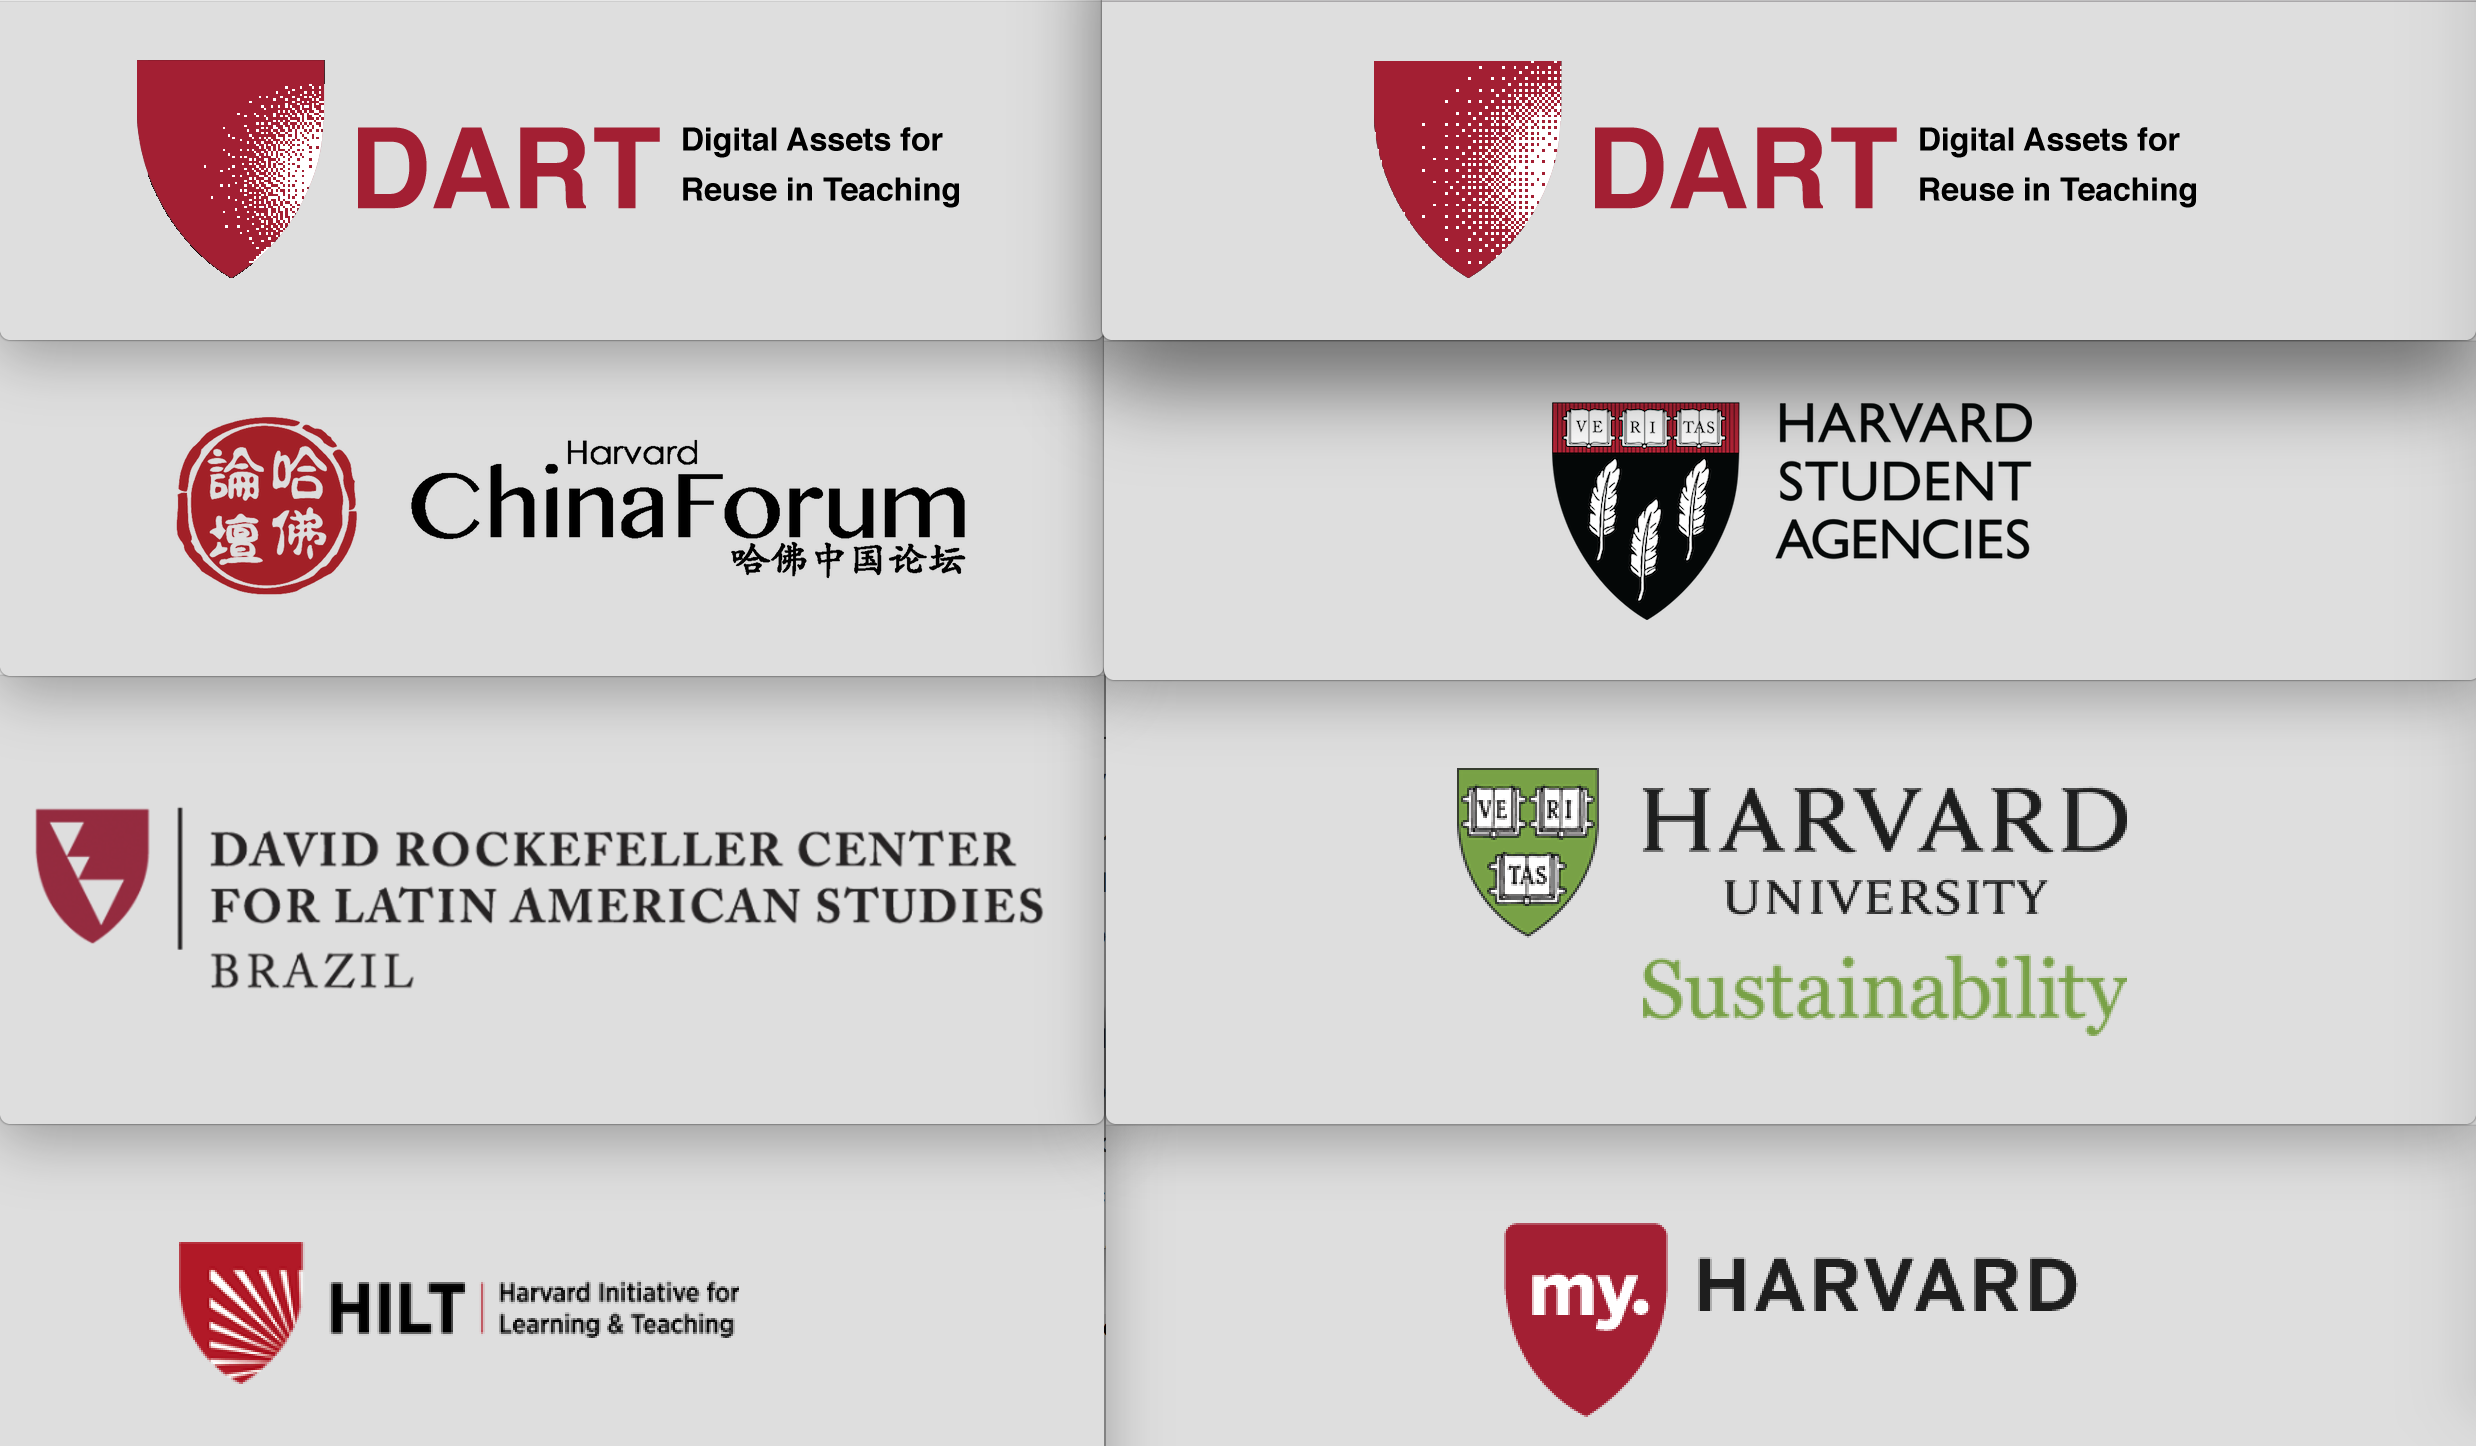 DART
Digital Assets for
Reuse in Teaching
DART
Digital Assets for
Reuse in Teaching
論哈
壇佛
Harvard
ChinaForum
哈佛中国论坛
VE RI TAS
HARVARD
STUDENT
AGENCIES
DAVID ROCKEFELLER CENTER
FOR LATIN AMERICAN STUDIES
BRAZIL
VE RI
TAS
HARVARD
UNIVERSITY
Sustainability
HILT
Harvard Initiative for
Learning & Teaching
my.
HARVARD